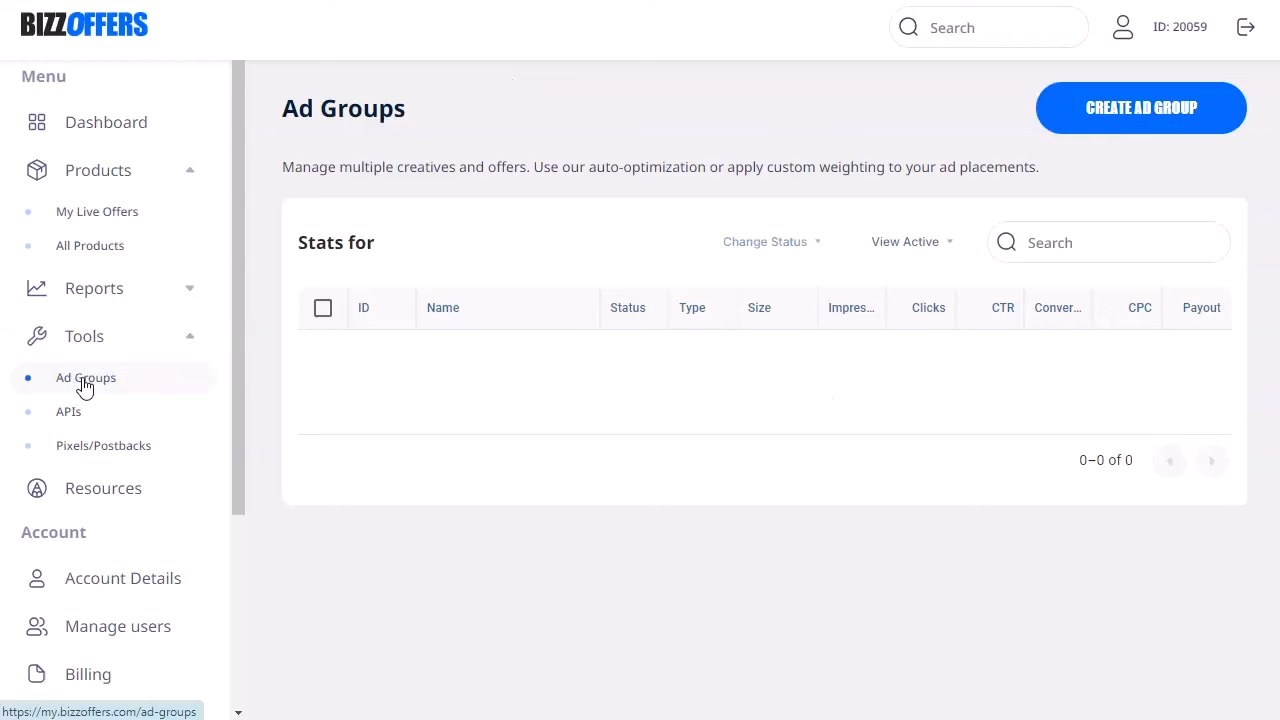 BIZZOFFERS
Search
ID: 20059
Menu
Dashboard
Products
My Live Offers
All Products
Reports
Tools
Ad Groups
APIs
Pixels/Postbacks
Resources
Account
Account Details
Manage users
Billing
https://my.bizzoffers.com/ad-groups
Ad Groups
CREATE AD GROUP
Manage multiple creatives and offers. Use our auto-optimization or apply custom weighting to your ad placements.
Stats for
Change Status
View Active
Search
ID Name Status Type Size Impres... Clicks CTR Conver... CPC Payout
0–0 of 0